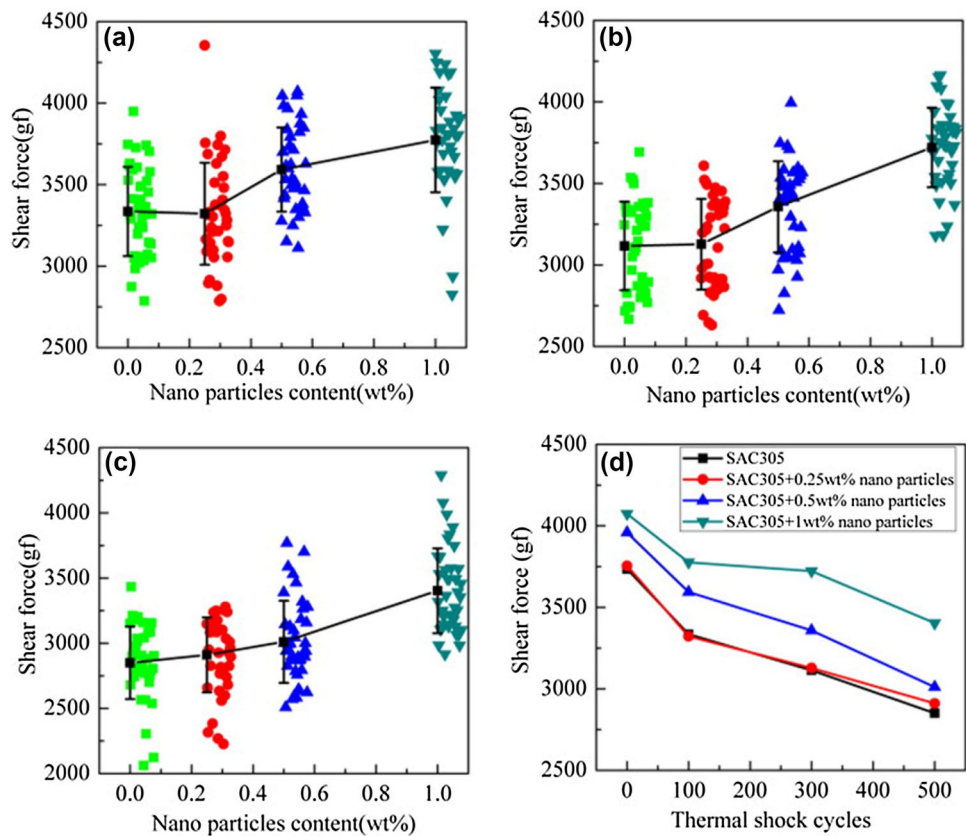 (a)
4500
4000
3500
3000
2500
Shear force(gf)
0.0 0.2 0.4 0.6 0.8 1.0
Nano particles content(wt%)
(b)
4500
4000
3500
3000
2500
Shear force(gf)
0.0 0.2 0.4 0.6 0.8 1.0
Nano particles content(wt%)
(c)
4500
4000
3500
3000
2500
2000
Shear force(gf)
0.0 0.2 0.4 0.6 0.8 1.0
Nano particles content(wt%)
(d)
SAC305
SAC305+0.25wt% nano particles
SAC305+0.5wt% nano particles
SAC305+1wt% nano particles
4500
4000
3500
3000
2500
Shear force (gf)
0 100 200 300 400 500
Thermal shock cycles